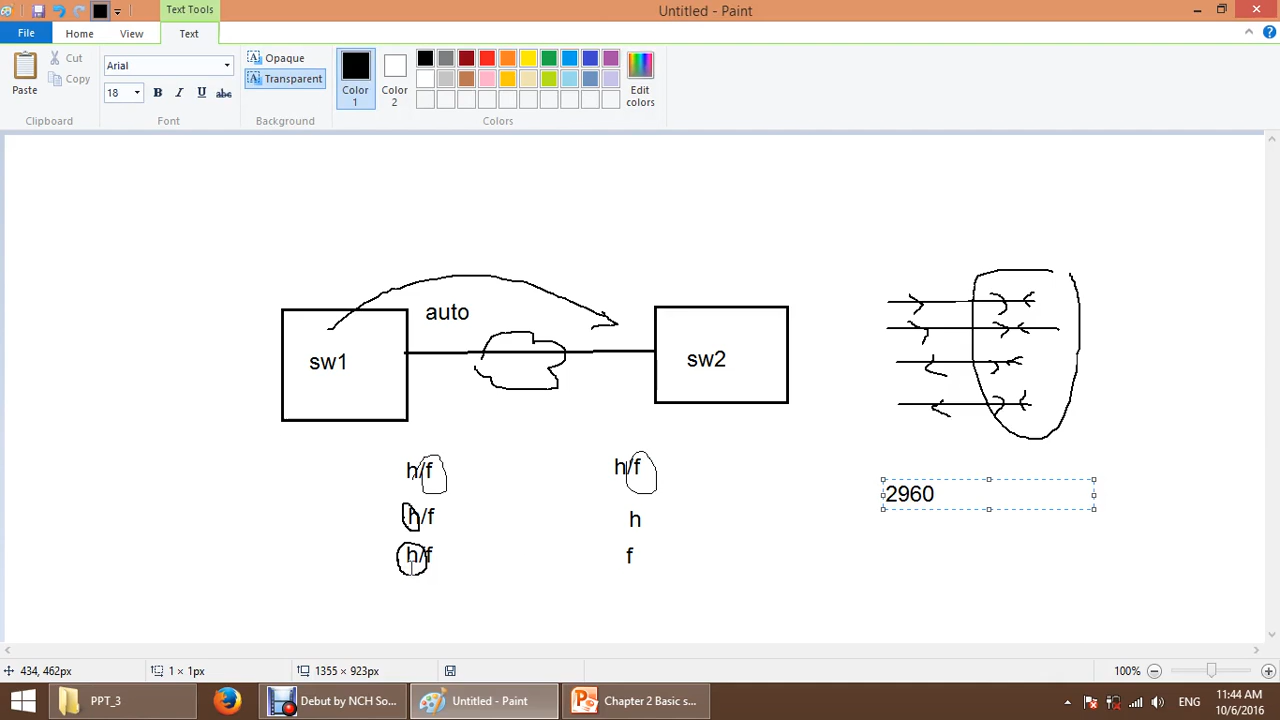 Text Tools
Untitled - Paint
File
Home
View
Text
Paste
Cut
Copy
Clipboard
Arial
18
B I U abc
Font
Opaque
Transparent
Background
Color 1
Color 2
Edit colors
Colors
auto
sw1
sw2
h/f
h/f
2960
h/f
h
h/f
f
434, 462px
1 × 1px
1355 × 923px
100%
PPT_3
Debut by NCH So...
Untitled - Paint
Chapter 2 Basic s...
ENG
11:44 AM
10/6/2016